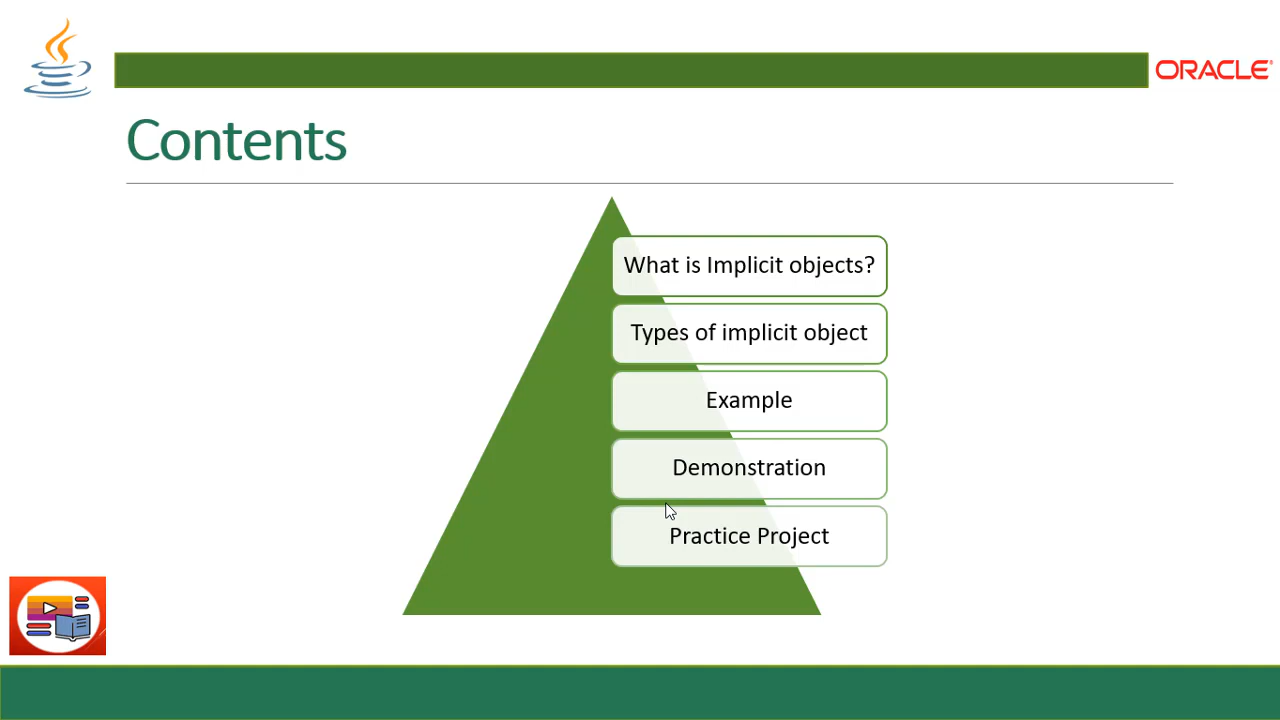 ORACLE
Contents
What is Implicit objects?
Types of implicit object
Example
Demonstration
Practice Project